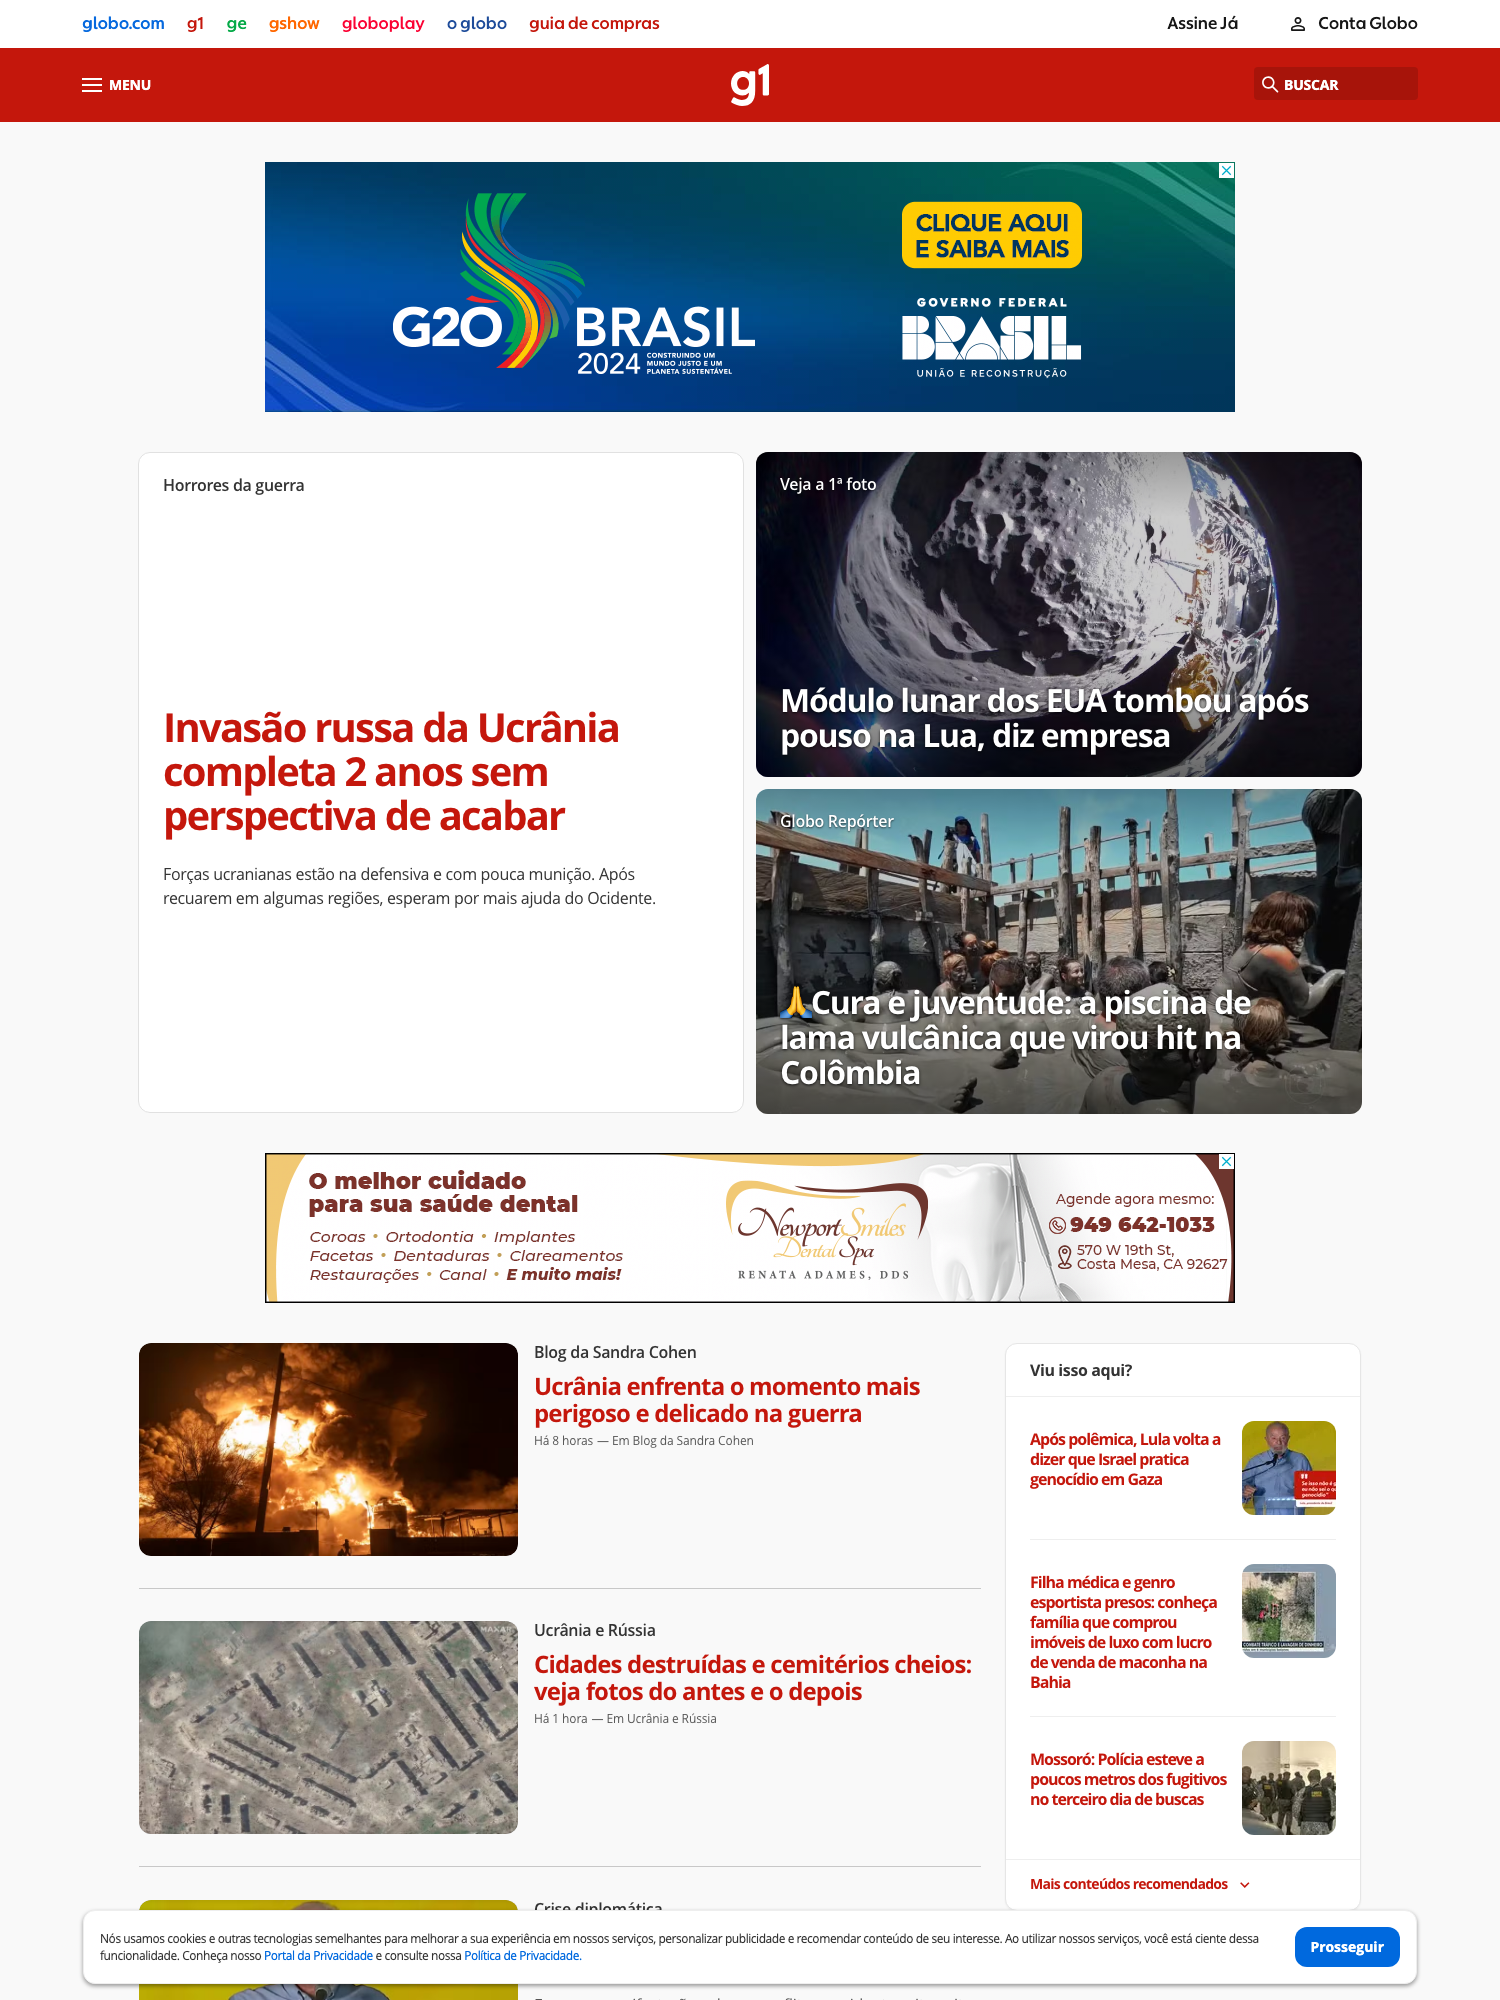 globo.com g1 ge gshow globoplay o globo guia de compras Assine Já Conta Globo
MENU g1 BUSCAR
CLIQUE AQUI
E SAIBA MAIS
G20 BRASIL
2024 CONSTRUINDO UM
MUNDO JUSTO E UM
PLANETA SUSTENTÁVEL
GOVERNO FEDERAL
BRASIL
UNIÃO E RECONSTRUÇÃO
Horrores da guerra
Invasão russa da Ucrânia
completa 2 anos sem
perspectiva de acabar
Forças ucranianas estão na defensiva e com pouca munição. Após
recuarem em algumas regiões, esperam por mais ajuda do Ocidente.
Veja a 1ª foto
Módulo lunar dos EUA tombou após
pouso na Lua, diz empresa
Globo Repórter
🙏Cura e juventude: a piscina de
lama vulcânica que virou hit na
Colômbia
O melhor cuidado
para sua saúde dental
Coroas • Ortodontia • Implantes
Facetas • Dentaduras • Clareamentos
Restaurações • Canal • E muito mais!
Newport Smiles
Dental Spa
RENATA ADAMES, DDS
Agende agora mesmo:
949 642-1033
570 W 19th St,
Costa Mesa, CA 92627
Blog da Sandra Cohen
Ucrânia enfrenta o momento mais
perigoso e delicado na guerra
Há 8 horas — Em Blog da Sandra Cohen
MAXAR
Ucrânia e Rússia
Cidades destruídas e cemitérios cheios:
veja fotos do antes e o depois
Há 1 hora — Em Ucrânia e Rússia
Crise diplomática
Viu isso aqui?
Após polêmica, Lula volta a
dizer que Israel pratica
genocídio em Gaza
Filha médica e genro
esportista presos: conheça
família que comprou
imóveis de luxo com lucro
de venda de maconha na
Bahia
COMBATE TRÁFICO E LAVAGEM DE DINHEIRO
Mossoró: Polícia esteve a
poucos metros dos fugitivos
no terceiro dia de buscas
Mais conteúdos recomendados
Nós usamos cookies e outras tecnologias semelhantes para melhorar a sua experiência em nossos serviços, personalizar publicidade e recomendar conteúdo de seu interesse. Ao utilizar nossos serviços, você está ciente dessa
funcionalidade. Conheça nosso Portal da Privacidade e consulte nossa Política de Privacidade.
Prosseguir